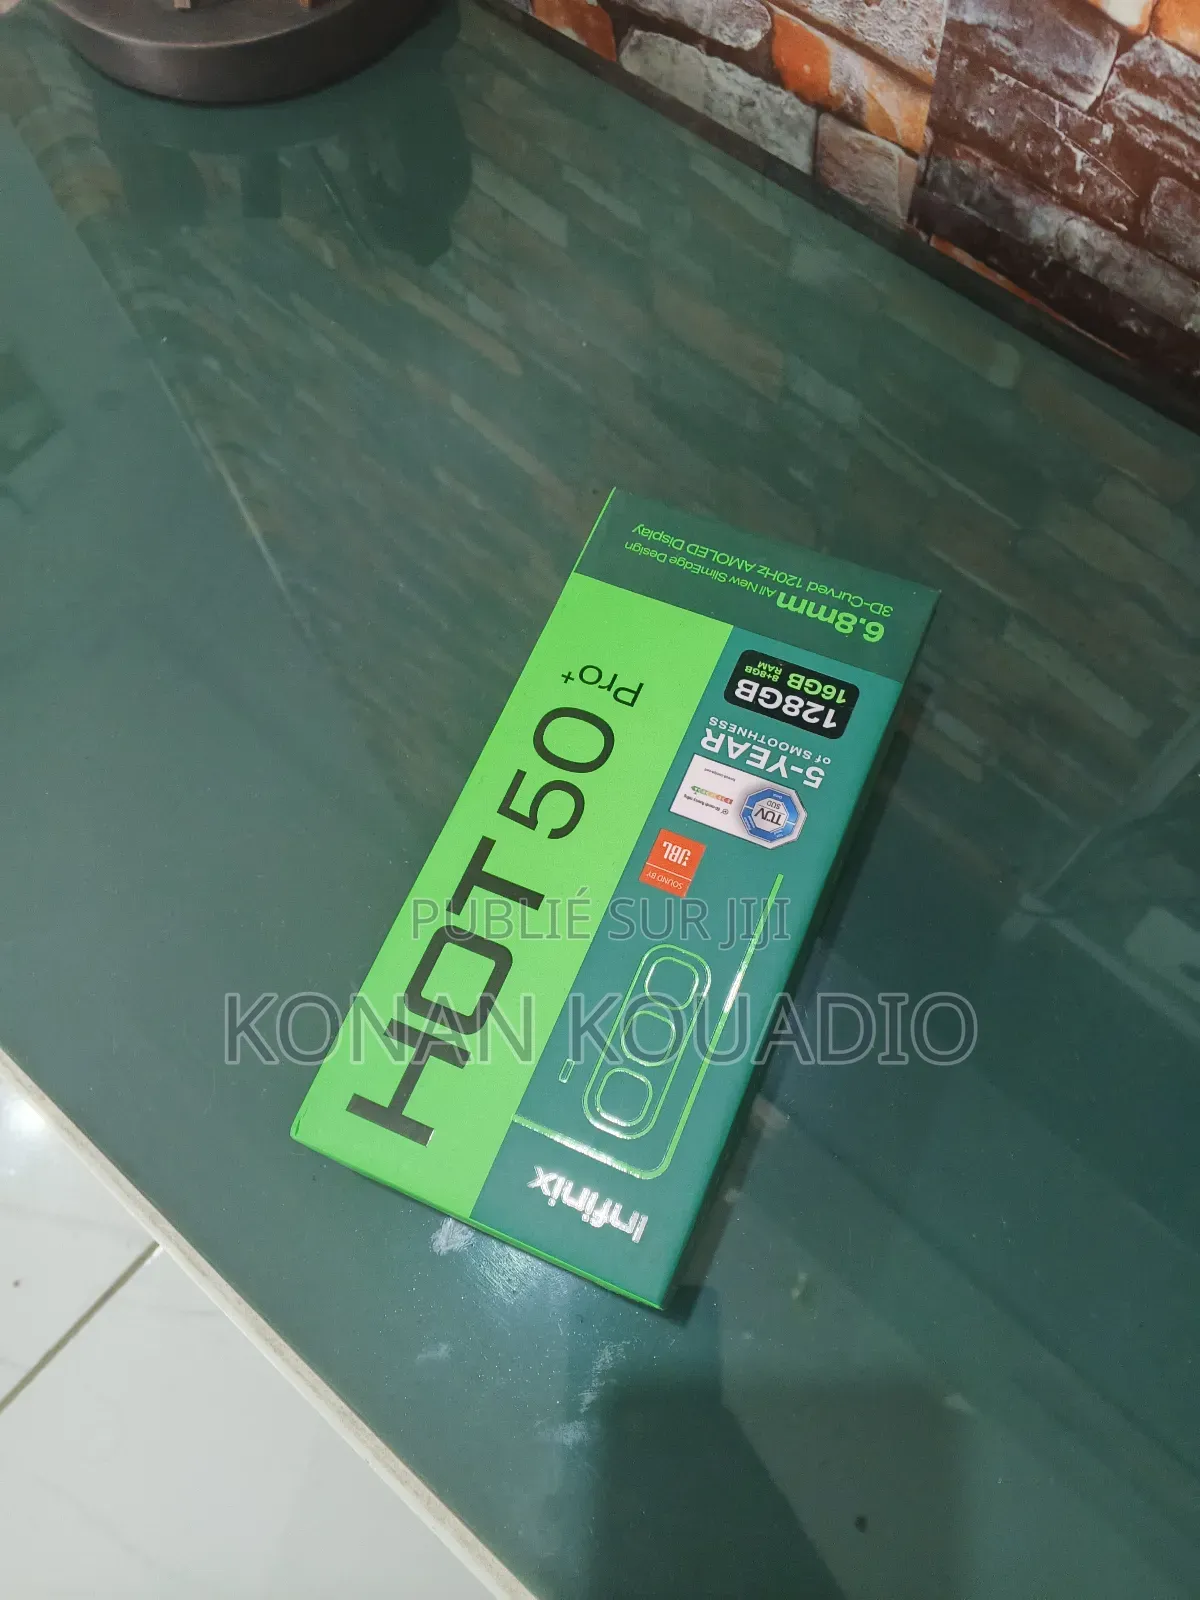 6.8mm All New SlimEdge Design
3D-Curved 120Hz AMOLED Display
HOT 50 Pro+
128GB
16GB 8+8GB RAM
5-YEAR
of SMOOTHNESS
TÜV
SÜD
SOUND BY
JBL
Infinix
PUBLIÉ SUR JIJI
KONAN KOUADIO